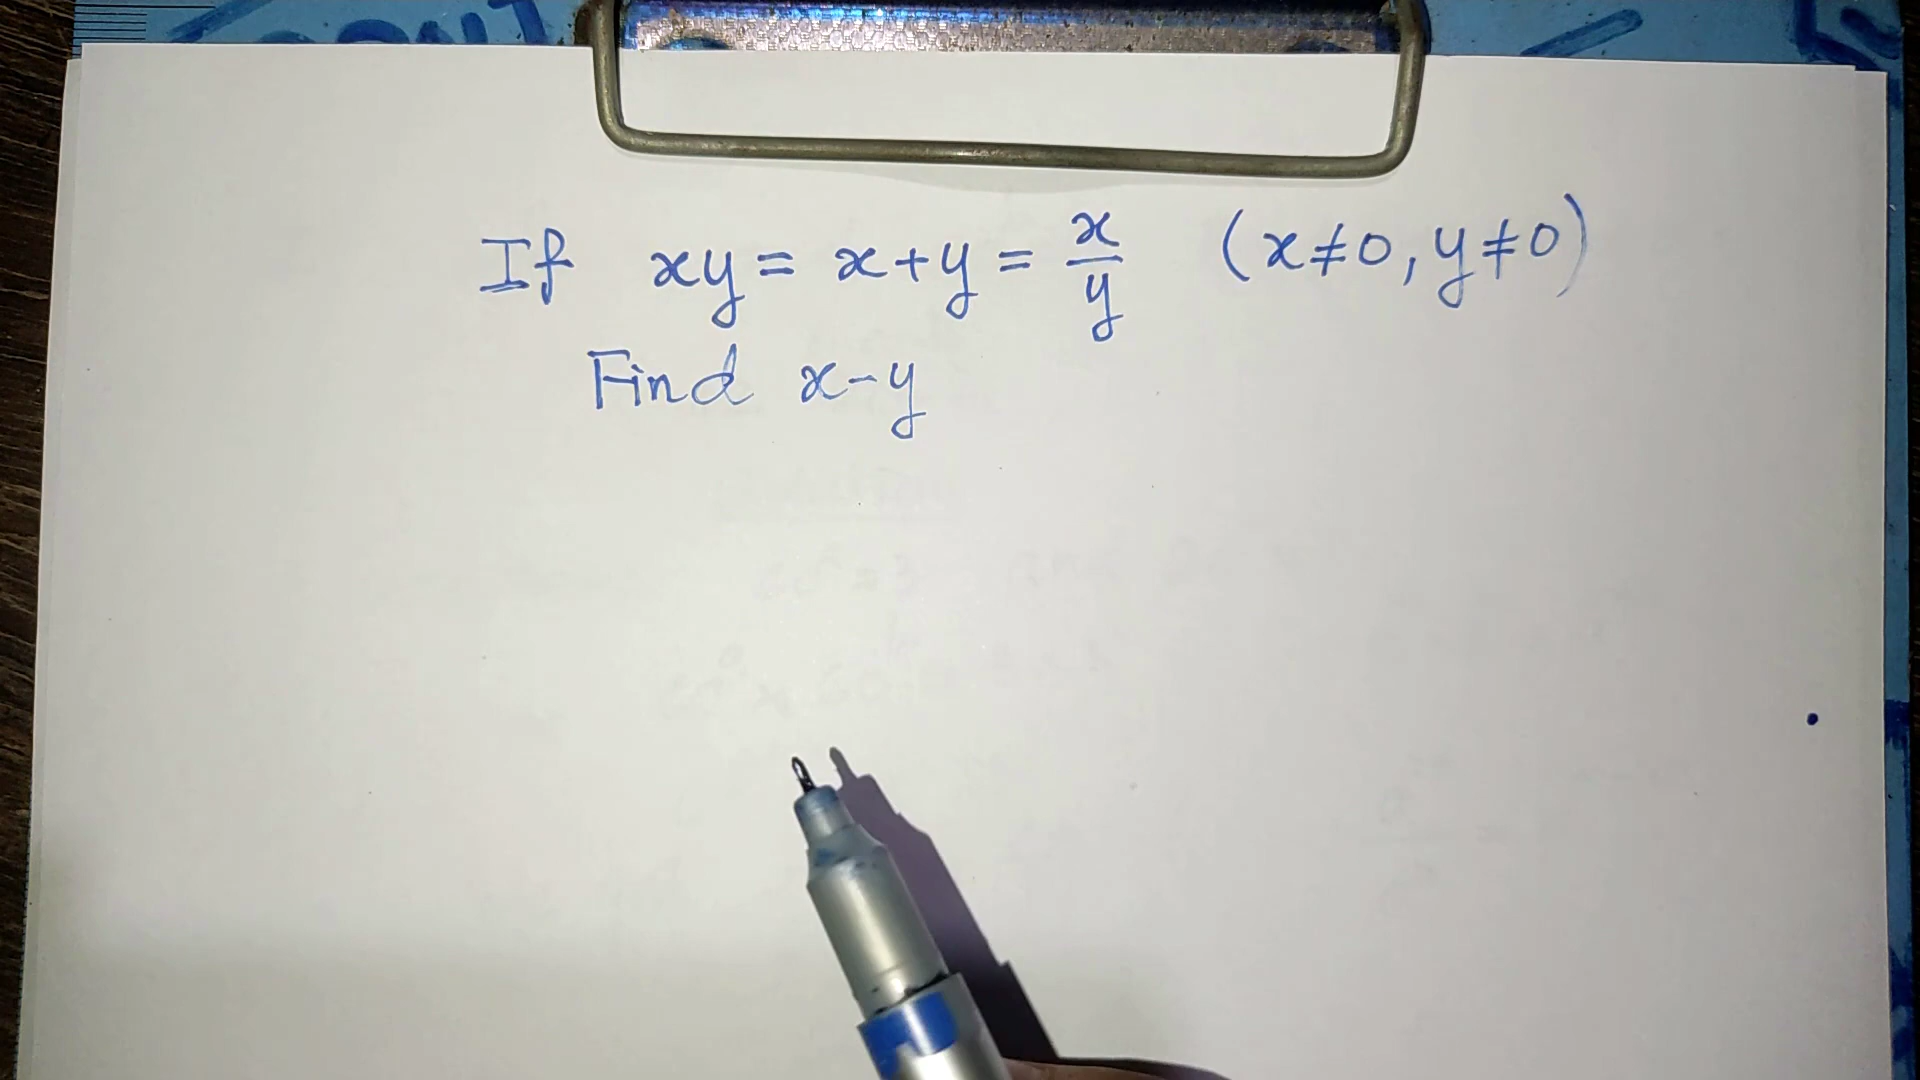 If xy = x+y = x/y (x≠0, y≠0)
Find x-y